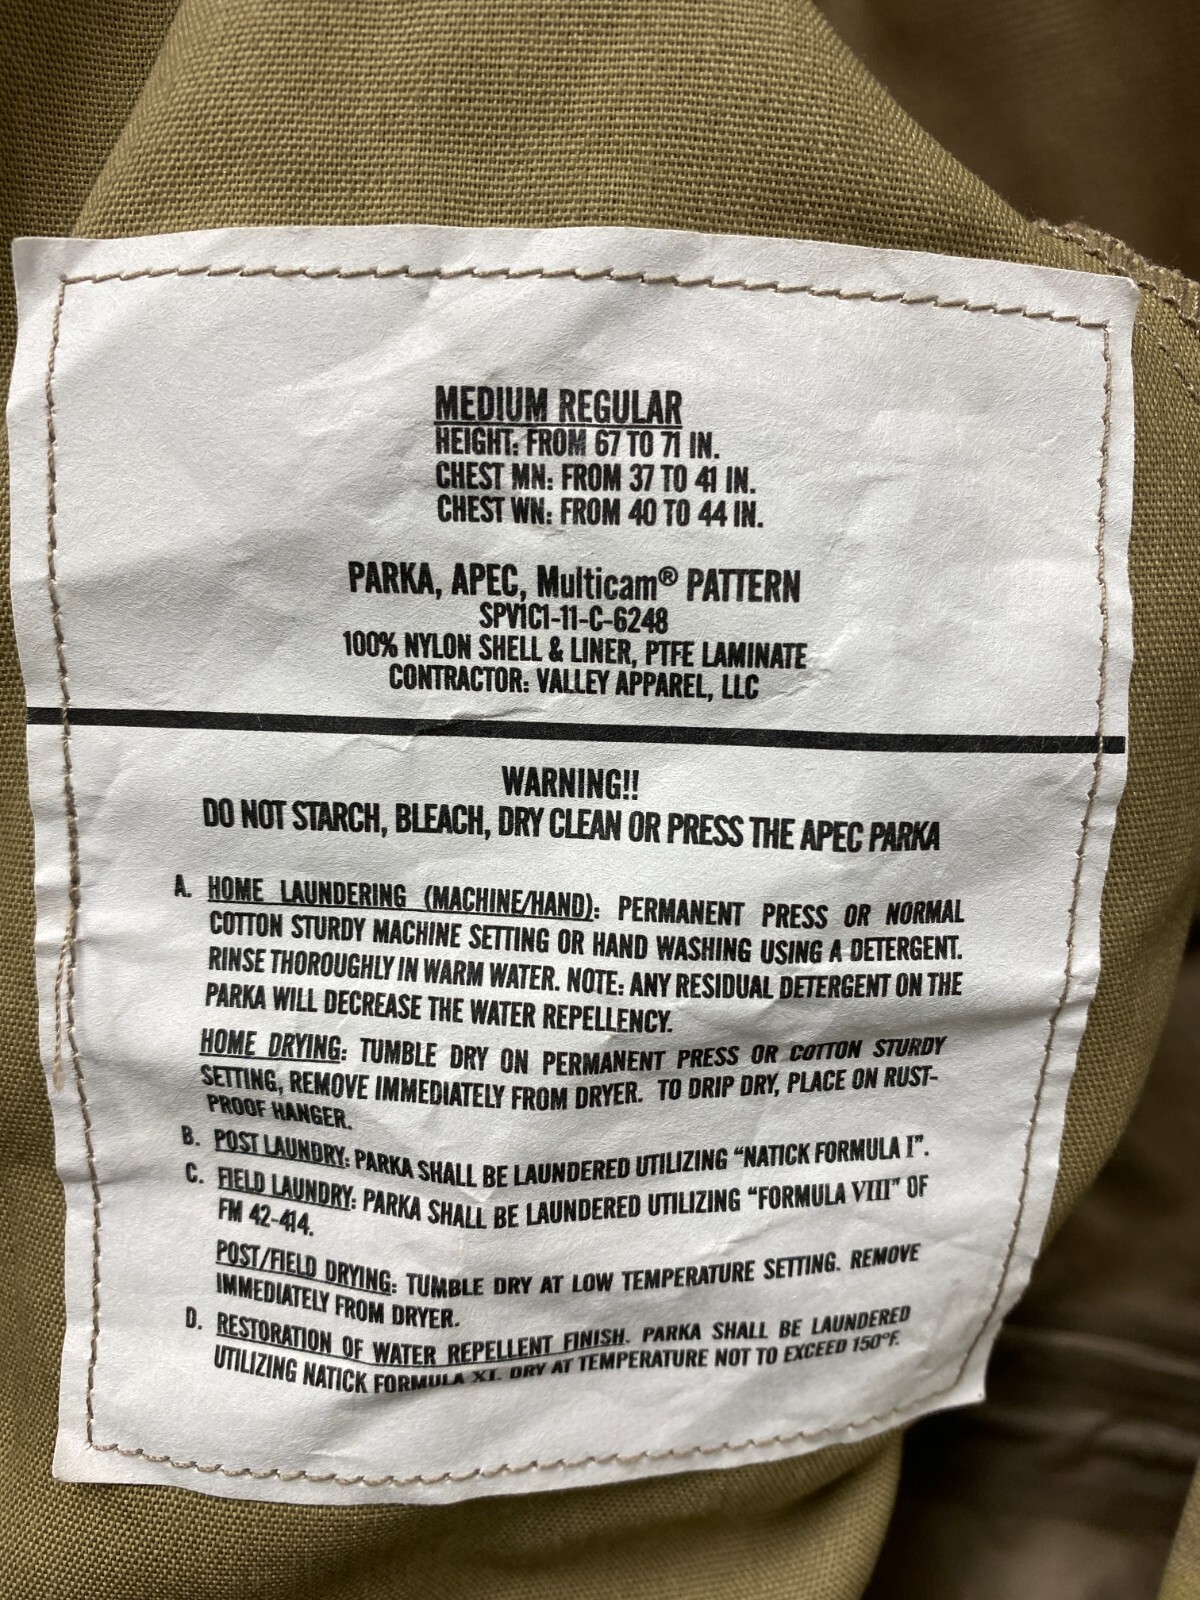 MEDIUM REGULAR
HEIGHT: FROM 67 TO 71 IN.
CHEST MN: FROM 37 TO 41 IN.
CHEST WN: FROM 40 TO 44 IN.
PARKA, APEC, Multicam® PATTERN
SPV1C1-11-C-6248
100% NYLON SHELL & LINER, PTFE LAMINATE
CONTRACTOR: VALLEY APPAREL, LLC
WARNING!!
DO NOT STARCH, BLEACH, DRY CLEAN OR PRESS THE APEC PARKA
A. HOME LAUNDERING (MACHINE/HAND): PERMANENT PRESS OR NORMAL
COTTON STURDY MACHINE SETTING OR HAND WASHING USING A DETERGENT.
RINSE THOROUGHLY IN WARM WATER. NOTE: ANY RESIDUAL DETERGENT ON THE
PARKA WILL DECREASE THE WATER REPELLENCY.
HOME DRYING: TUMBLE DRY ON PERMANENT PRESS OR COTTON STURDY
SETTING, REMOVE IMMEDIATELY FROM DRYER. TO DRIP DRY, PLACE ON RUST-
PROOF HANGER.
B. POST LAUNDRY: PARKA SHALL BE LAUNDERED UTILIZING "NATICK FORMULA I".
C. FIELD LAUNDRY: PARKA SHALL BE LAUNDERED UTILIZING "FORMULA VIII" OF
FM 42-414.
POST/FIELD DRYING: TUMBLE DRY AT LOW TEMPERATURE SETTING. REMOVE
IMMEDIATELY FROM DRYER.
D. RESTORATION OF WATER REPELLENT FINISH. PARKA SHALL BE LAUNDERED
UTILIZING NATICK FORMULA XI. DRY AT TEMPERATURE NOT TO EXCEED 150°F.